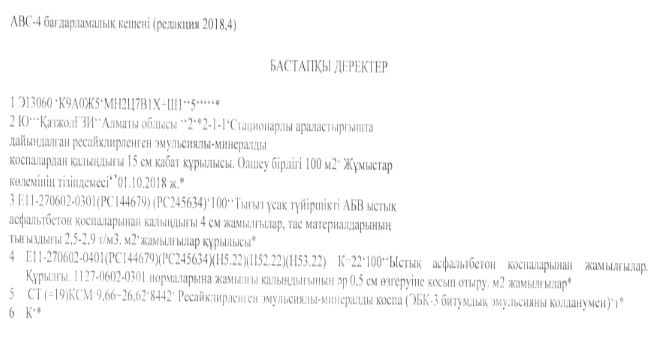 АВС-4 бағдарламалық кешені (редакция 2018,4)
БАСТАПҚЫ ДЕРЕКТЕР
1 Э13060 'К9А0Ж5'МН2Ц7В1Х=Ш1''5'''''*
2 Ю'''ҚазжолҒЗИ''Алматы облысы ''2'*2-1-1'Стационарлы араластырғышта
дайындалған ресайклирленген эмульсиялы-минералды
қоспалардан қалыңдығы 15 см қабат құрылысы. Өлшеу бірлігі 100 м2' Жұмыстар
көлемінің тізіндемесі''01.10.2018 ж.*
3 Е11-270602-0301(РС144679) (РС245634)'100''Тығыз ұсақ түйіршікті АБВ ыстық
асфальтбетон қоспаларынан қалыңдығы 4 см жамылғылар, тас материалдарының
тығыздығы 2,5-2,9 т/м3. м2'жамылғылар құрылысы*
4 Е11-270602-0401(РС144679)(РС245634)(Н5.22)(Н52.22)(Н53.22) К=22'100''Ыстық асфальтбетон қоспаларынан жамылғылар.
Құрылғы. 1127-0602-0301 нормаларына жамылғы қалыңдығының әр 0,5 см өзгеруіне қосып отыру. м2 жамылғылар*
5 СТ (=19)КСМ'9,66=26,62'8442' Ресайклирленген эмульсиялы-минералды қоспа (ЭБК-3 битумдық эмульсияны қолданумен)'т*
6 К'*